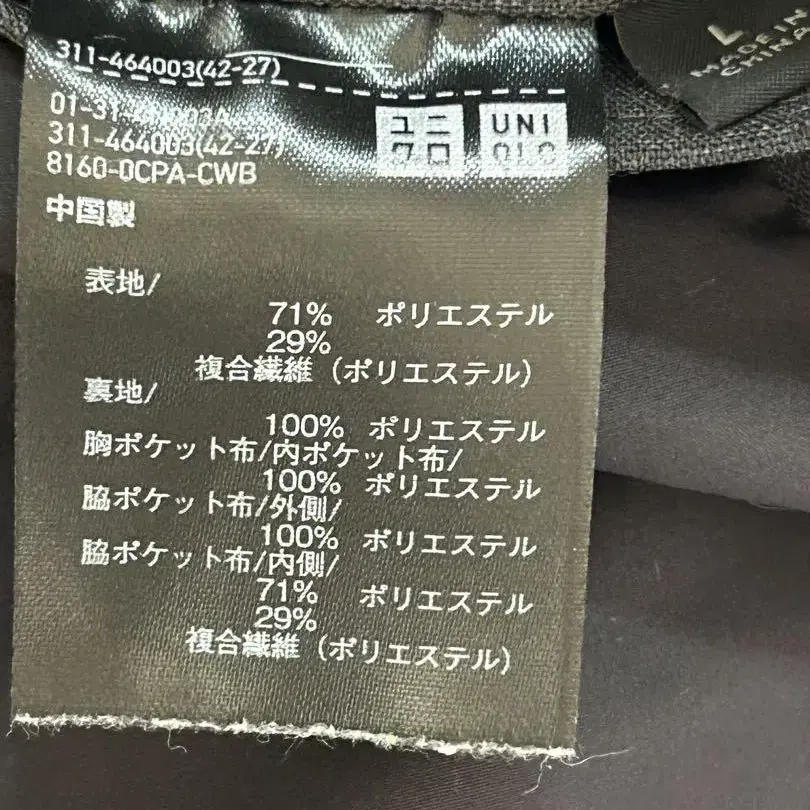 311-464003(42-27)
311-464003(42-27)
8160-0CPA-CWB
ユニ
クロ
UNI
QLO
中国製
表地/
71% ポリエステル
29%
複合繊維 (ポリエステル)
裏地/
100% ポリエステル
胸ポケット布/内ポケット布/
100% ポリエステル
脇ポケット布/外側/
100% ポリエステル
脇ポケット布/内側/
71% ポリエステル
29%
複合繊維 (ポリエステル)
L
MADE IN
CHINA